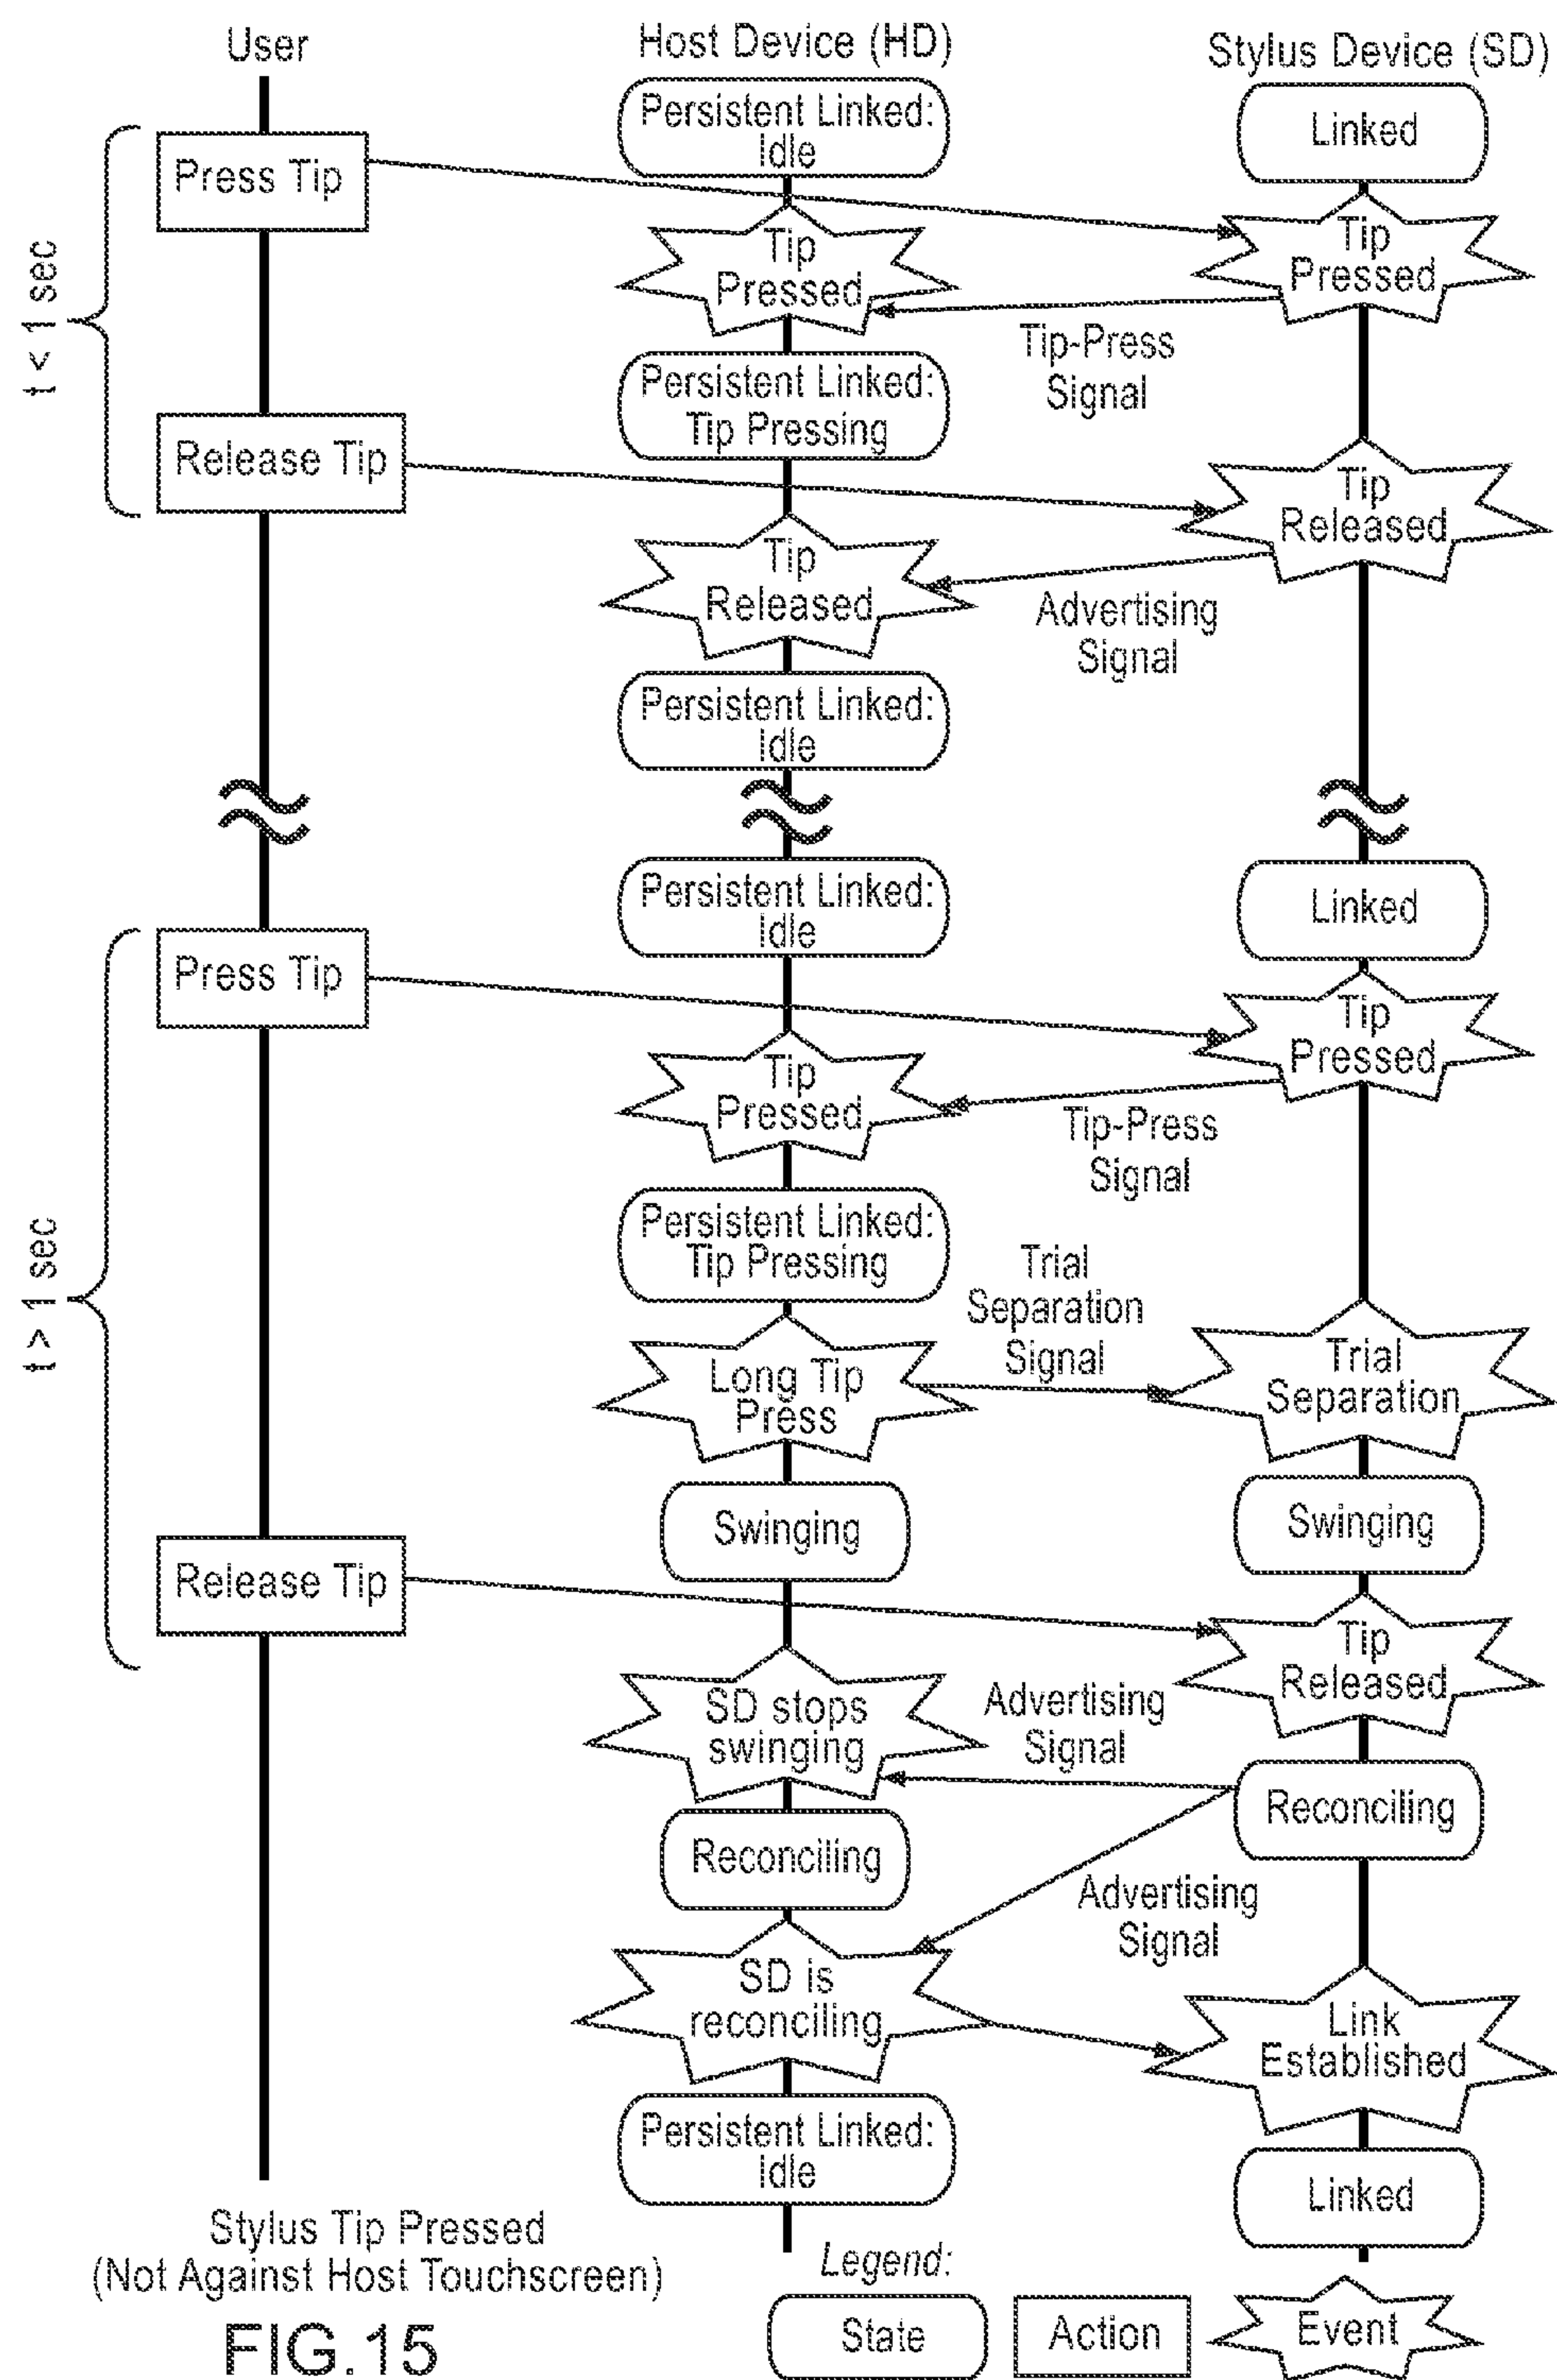 User
Host Device (HD)
Stylus Device (SD)
Persistent Linked:
Idle
Linked
Press Tip
Tip
Pressed
Tip
Pressed
t < 1 sec
Tip-Press
Signal
Persistent Linked:
Tip Pressing
Release Tip
Tip
Released
Tip
Released
Advertising
Signal
Persistent Linked:
Idle
Persistent Linked:
Idle
Linked
Press Tip
Tip
Pressed
Tip
Pressed
Tip-Press
Signal
Persistent Linked:
Tip Pressing
t > 1 sec
Trial
Separation
Signal
Long Tip
Press
Trial
Separation
Swinging
Swinging
Release Tip
Tip
Released
SD stops
swinging
Advertising
Signal
Reconciling
Reconciling
Advertising
Signal
SD is
reconciling
Link
Established
Persistent Linked:
Idle
Linked
Stylus Tip Pressed
(Not Against Host Touchscreen)
FIG.15
Legend:
State
Action
Event